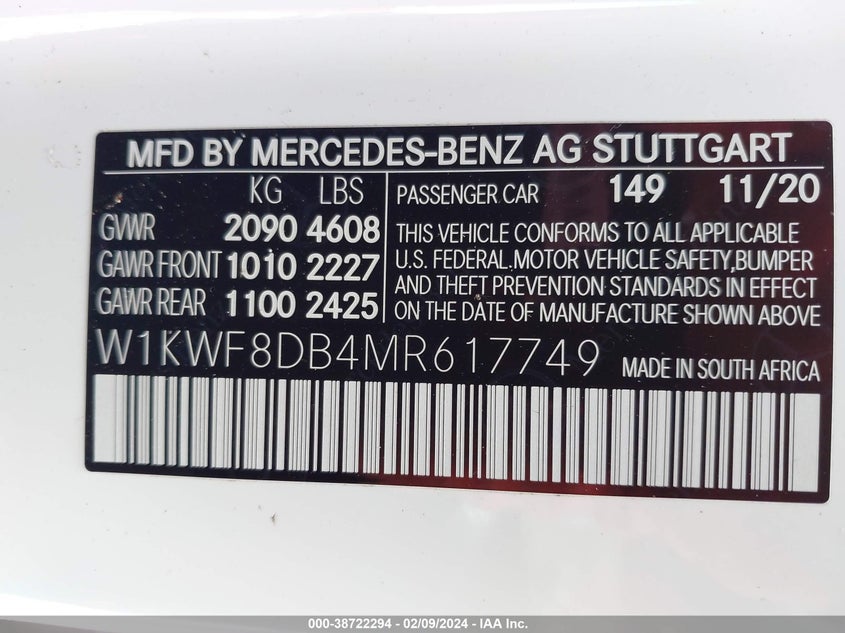 MFD BY MERCEDES-BENZ AG STUTTGART
KG LBS
GVWR 2090 4608
GAWR FRONT 1010 2227
GAWR REAR 1100 2425
PASSENGER CAR 149 11/20
THIS VEHICLE CONFORMS TO ALL APPLICABLE
U.S. FEDERAL MOTOR VEHICLE SAFETY, BUMPER
AND THEFT PREVENTION STANDARDS IN EFFECT
ON THE DATE OF MANUFACTURE SHOWN ABOVE
W1KWF8DB4MR617749 MADE IN SOUTH AFRICA
000-38722294 - 02/09/2024 - IAA Inc.